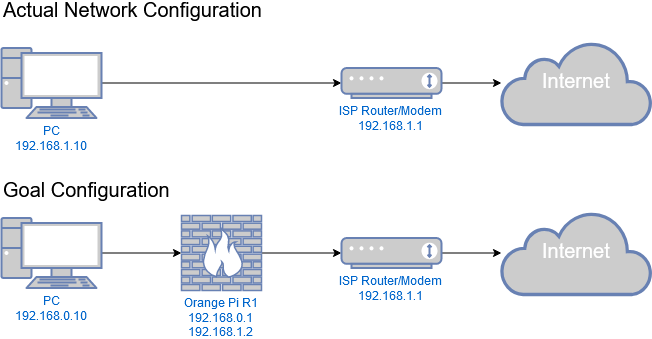 Actual Network Configuration
Internet
PC
192.168.1.10
ISP Router/Modem
192.168.1.1
Goal Configuration
Internet
PC
192.168.0.10
Orange Pi R1
192.168.0.1
192.168.1.2
ISP Router/Modem
192.168.1.1